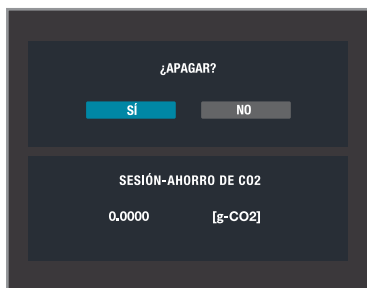 ¿APAGAR?
SÍ NO
SESIÓN-AHORRO DE CO2
0.0000 [g-CO2]